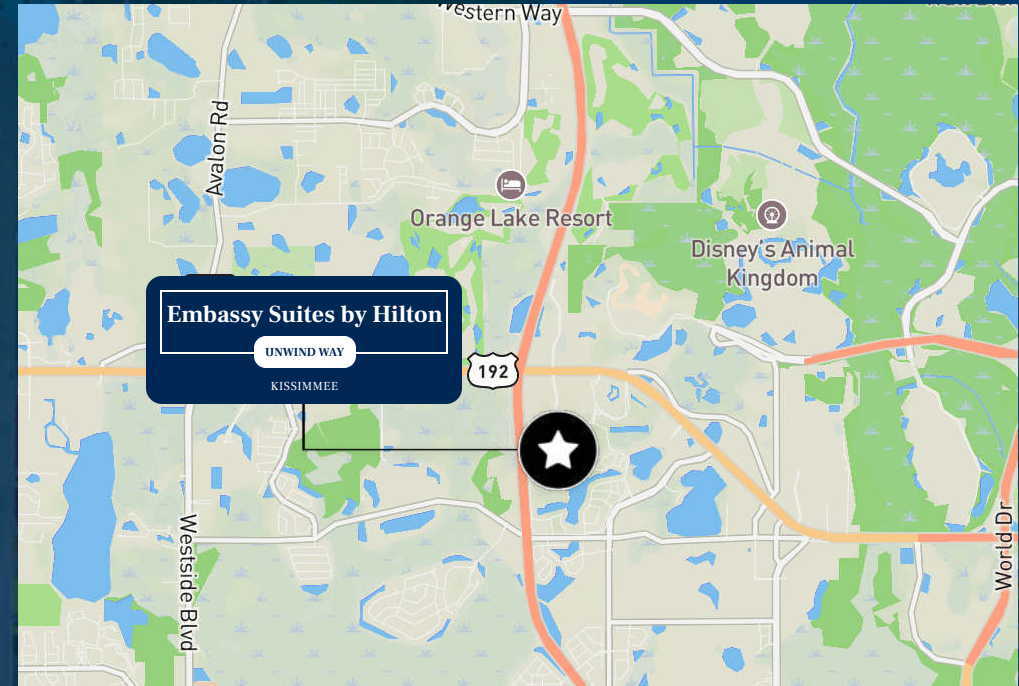 Western Way
Avalon Rd
Orange Lake Resort
Disney's Animal
Kingdom
Embassy Suites by Hilton
UNWIND WAY
KISSIMMEE
192
Westside Blvd
World Dr